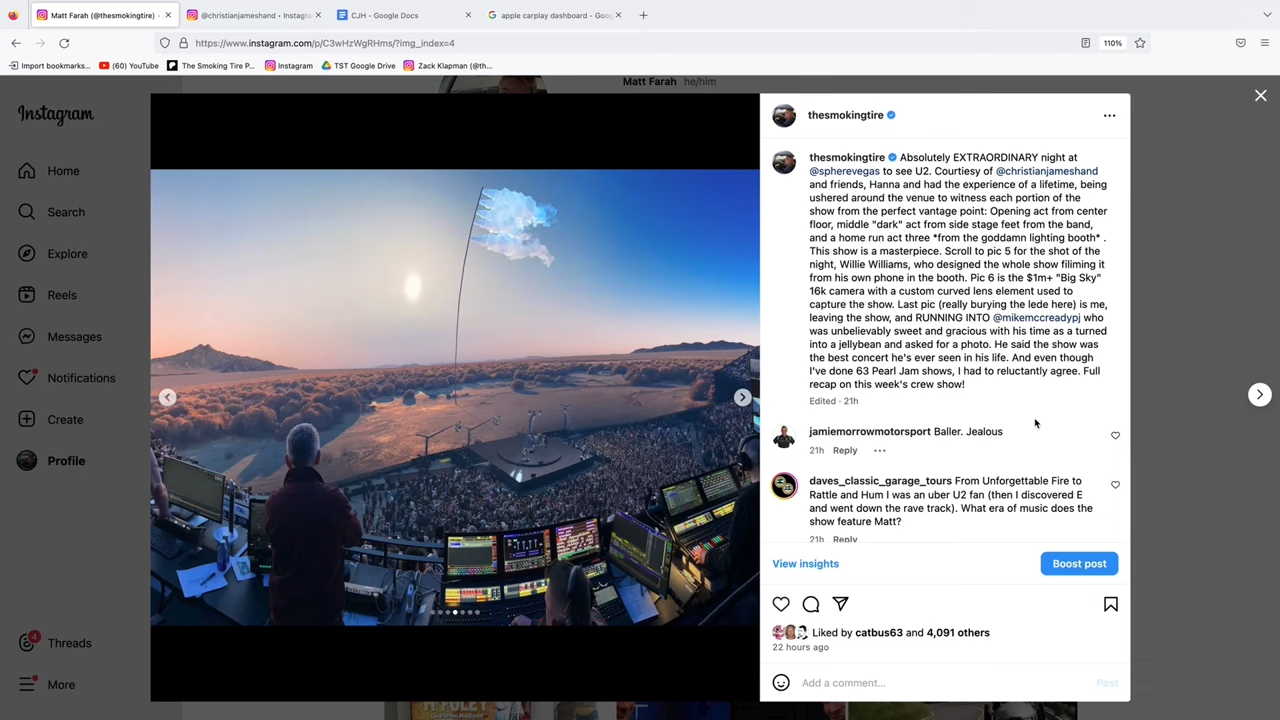 Matt Farah (@thesmokingtire) •
@christianjameshand • Instagra
CJH - Google Docs
apple carplay dashboard - Goo
https://www.instagram.com/p/C3wHzWgRHms/?img_index=4
110%
Import bookmarks...
(60) YouTube
The Smoking Tire P...
Instagram
TST Google Drive
Zack Klapman (@th...
Matt Farah he/him
Instagram
Home
Search
Explore
Reels
Messages
Notifications
Create
Profile
4
Threads
More
thesmokingtire
thesmokingtire Absolutely EXTRAORDINARY night at
@spherevegas to see U2. Courtesy of @christianjameshand
and friends, Hanna and had the experience of a lifetime, being
ushered around the venue to witness each portion of the
show from the perfect vantage point: Opening act from center
floor, middle "dark" act from side stage feet from the band,
and a home run act three *from the goddamn lighting booth* .
This show is a masterpiece. Scroll to pic 5 for the shot of the
night, Willie Williams, who designed the whole show filiming it
from his own phone in the booth. Pic 6 is the $1m+ "Big Sky"
16k camera with a custom curved lens element used to
capture the show. Last pic (really burying the lede here) is me,
leaving the show, and RUNNING INTO @mikemccreadypj who
was unbelievably sweet and gracious with his time as a turned
into a jellybean and asked for a photo. He said the show was
the best concert he's ever seen in his life. And even though
I've done 63 Pearl Jam shows, I had to reluctantly agree. Full
recap on this week's crew show!
Edited · 21h
jamiemorrowmotorsport Baller. Jealous
21h Reply
daves_classic_garage_tours From Unforgettable Fire to
Rattle and Hum I was an uber U2 fan (then I discovered E
and went down the rave track). What era of music does the
show feature Matt?
21h Reply
View insights
Boost post
Liked by catbus63 and 4,091 others
22 hours ago
Add a comment...
Post